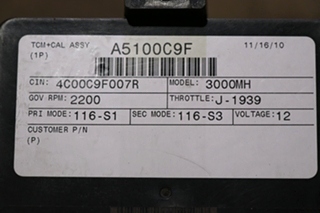 TCM+CAL ASSY A5100C9F 11/16/10
(1P)
CIN: 4C00C9F007R MODEL: 3000MH
GOV RPM: 2200 THROTTLE: J-1939
PRI MODE: 116-S1 SEC MODE: 116-S3 VOLTAGE: 12
CUSTOMER P/N
(P)